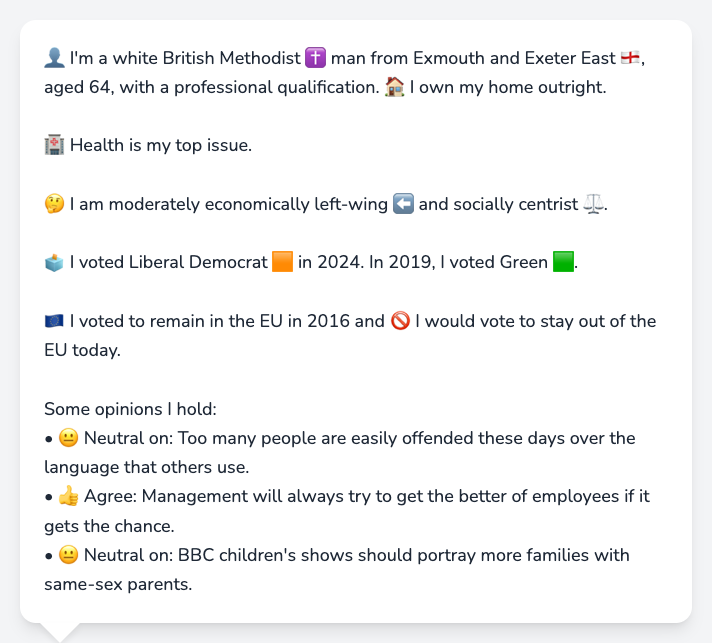 👤 I'm a white British Methodist ✝️ man from Exmouth and Exeter East 🏴󠁧󠁢󠁥󠁮󠁧󠁿,
aged 64, with a professional qualification. 🏠 I own my home outright.
🏥 Health is my top issue.
🤔 I am moderately economically left-wing ⬅️ and socially centrist ⚖️.
🗳️ I voted Liberal Democrat 🟧 in 2024. In 2019, I voted Green 🟩.
🇪🇺 I voted to remain in the EU in 2016 and 🚫 I would vote to stay out of the
EU today.
Some opinions I hold:
• 😐 Neutral on: Too many people are easily offended these days over the
language that others use.
• 👍 Agree: Management will always try to get the better of employees if it
gets the chance.
• 😐 Neutral on: BBC children's shows should portray more families with
same-sex parents.